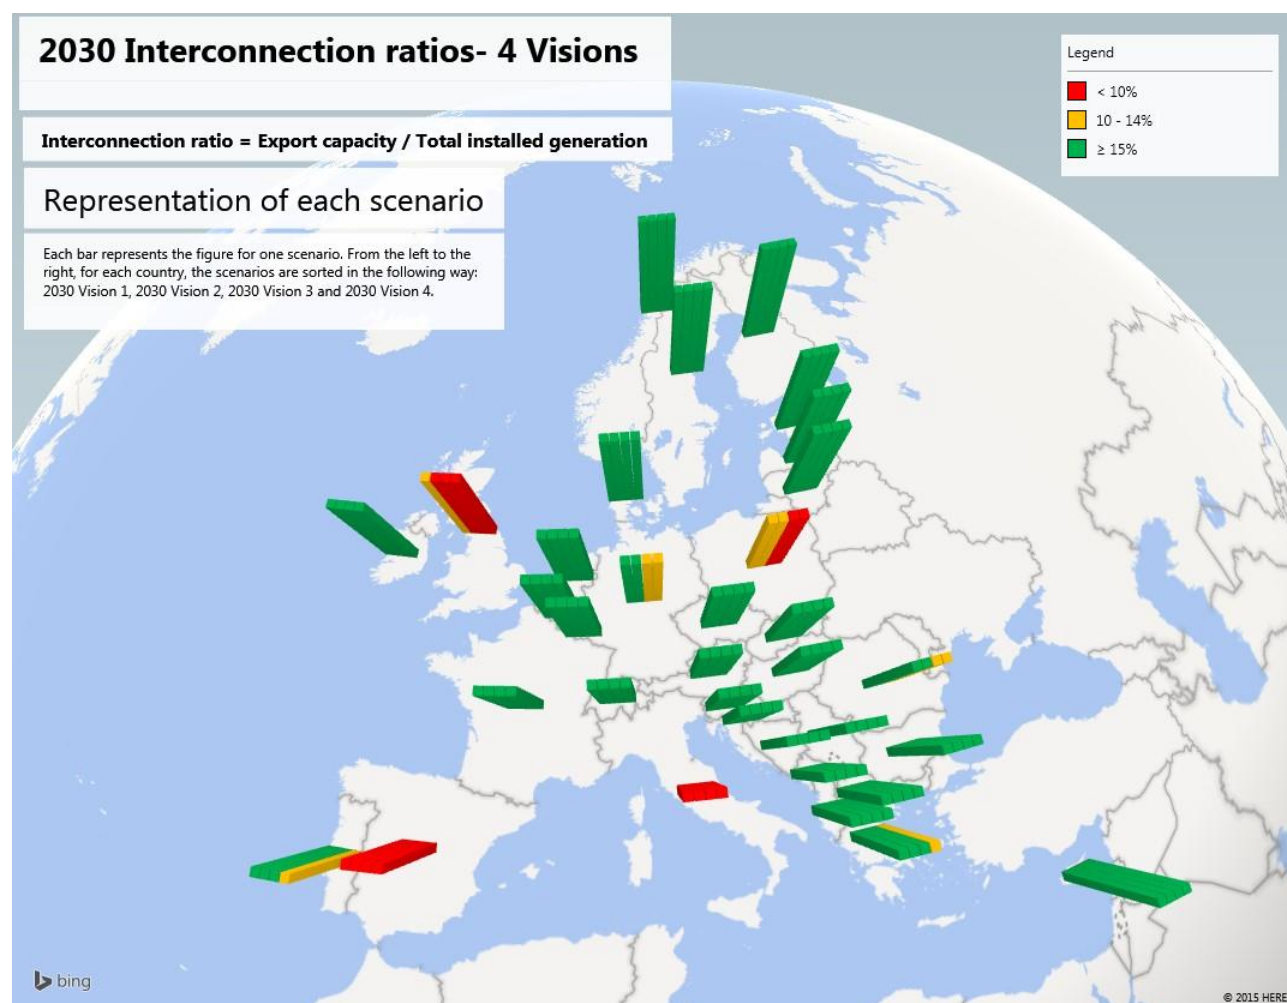 2030 Interconnection ratios- 4 Visions
Interconnection ratio = Export capacity / Total installed generation
Representation of each scenario
Each bar represents the figure for one scenario. From the left to the
right, for each country, the scenarios are sorted in the following way:
2030 Vision 1, 2030 Vision 2, 2030 Vision 3 and 2030 Vision 4.
Legend
< 10%
10 - 14%
≥ 15%
bing
© 2015 HERE